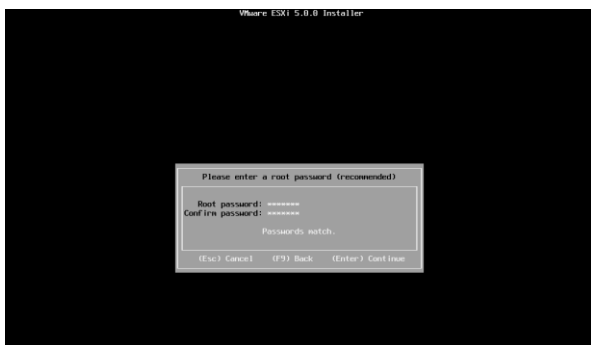 VMware ESXi 5.0.0 Installer
Please enter a root password (recommended)
Root password: *******
Confirm password: *******
Passwords match.
(Esc) Cancel (F9) Back (Enter) Continue